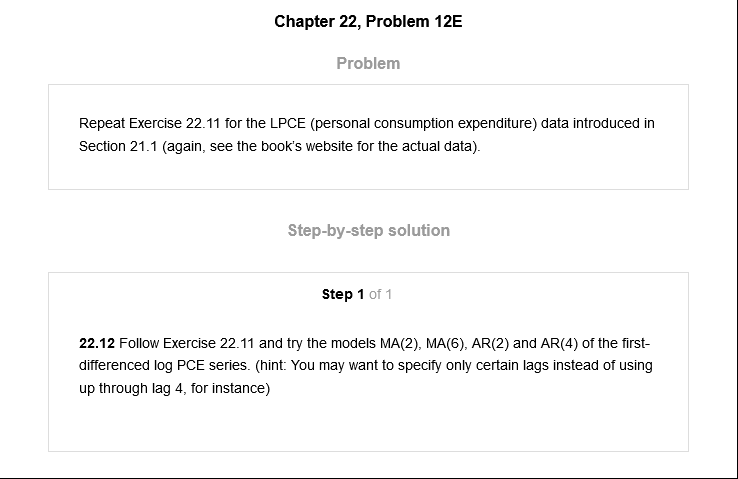 Chapter 22, Problem 12E
Problem
Repeat Exercise 22.11 for the LPCE (personal consumption expenditure) data introduced in
Section 21.1 (again, see the book's website for the actual data).
Step-by-step solution
Step 1 of 1
22.12 Follow Exercise 22.11 and try the models MA(2), MA(6), AR(2) and AR(4) of the first-
differenced log PCE series. (hint: You may want to specify only certain lags instead of using
up through lag 4, for instance)